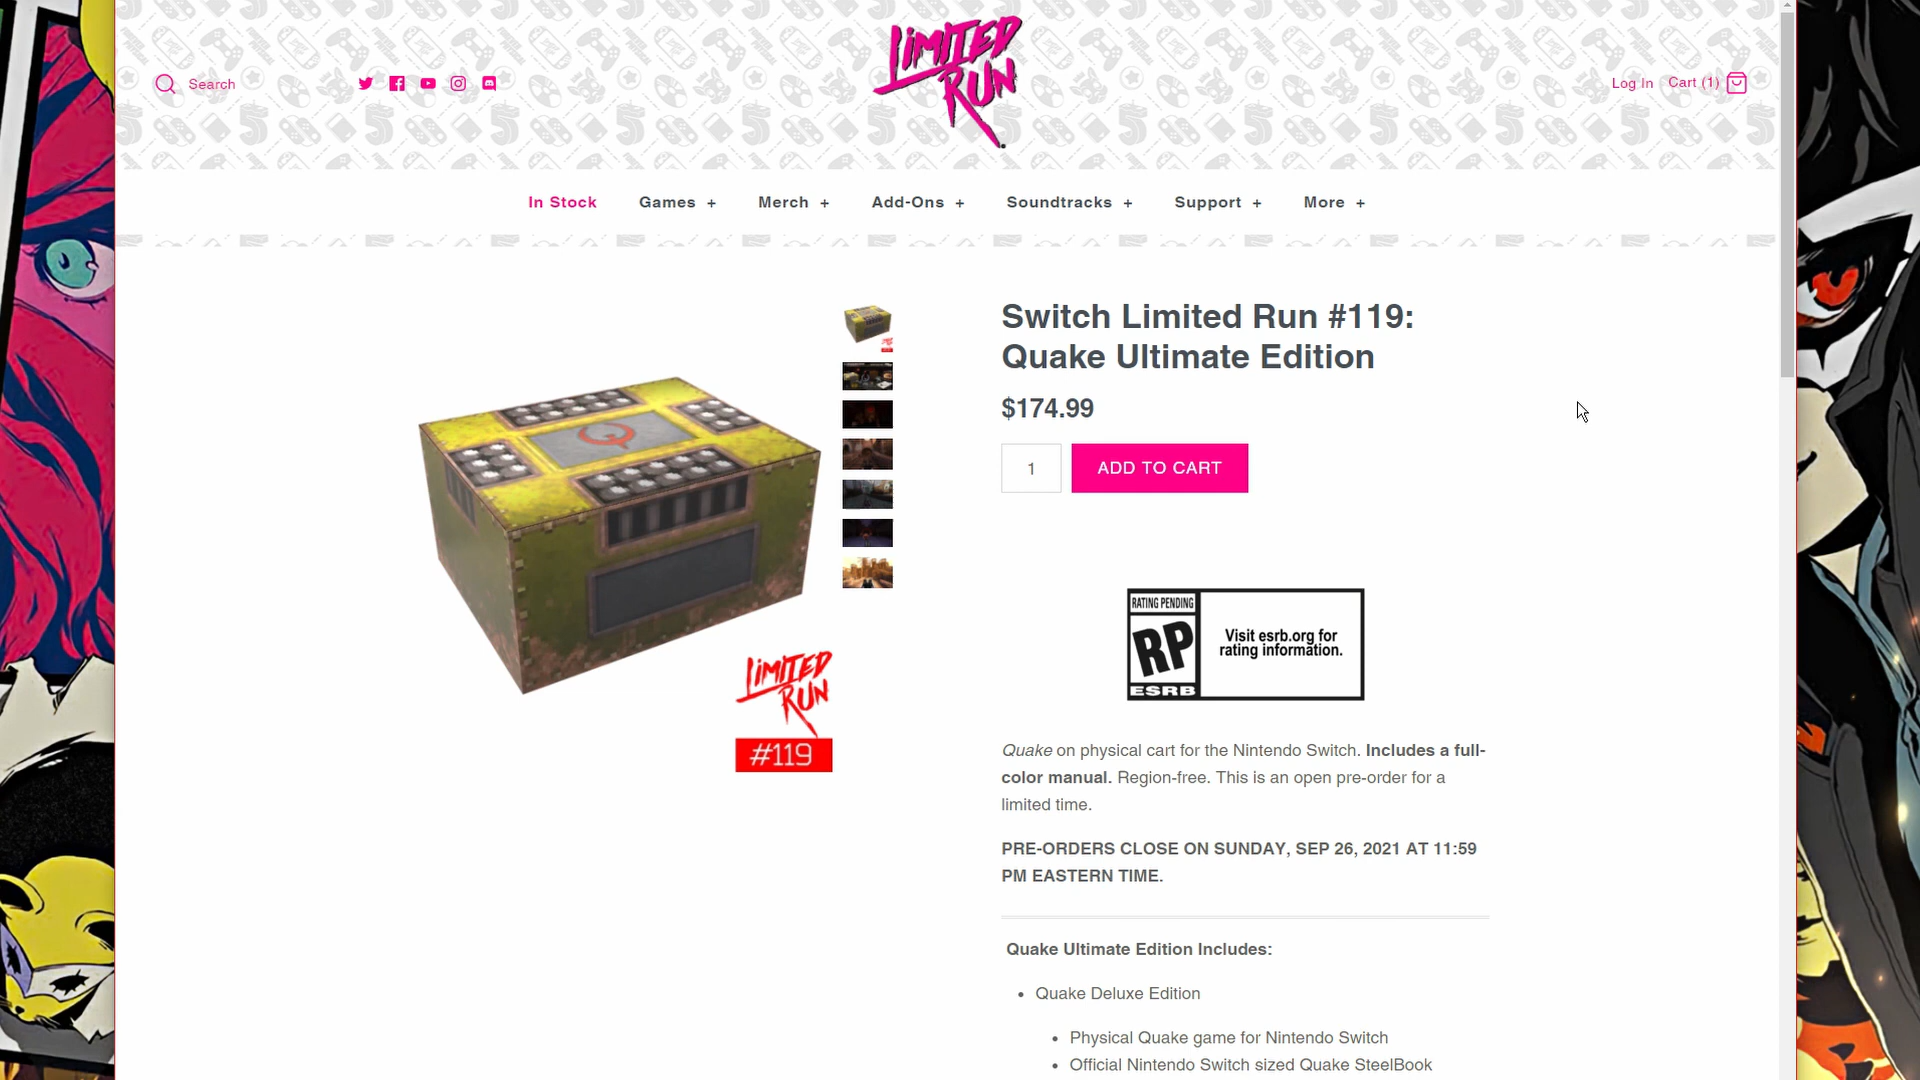 LIMITED
RUN
Search
Log In
Cart (1)
In Stock
Games +
Merch +
Add-Ons +
Soundtracks +
Support +
More +
Switch Limited Run #119:
Quake Ultimate Edition
$174.99
1
ADD TO CART
LIMITED
RUN
#119
RATING PENDING
RP
ESRB
Visit esrb.org for
rating information.
Quake on physical cart for the Nintendo Switch. Includes a full-
color manual. Region-free. This is an open pre-order for a
limited time.
PRE-ORDERS CLOSE ON SUNDAY, SEP 26, 2021 AT 11:59
PM EASTERN TIME.
Quake Ultimate Edition Includes:
• Quake Deluxe Edition
• Physical Quake game for Nintendo Switch
• Official Nintendo Switch sized Quake SteelBook